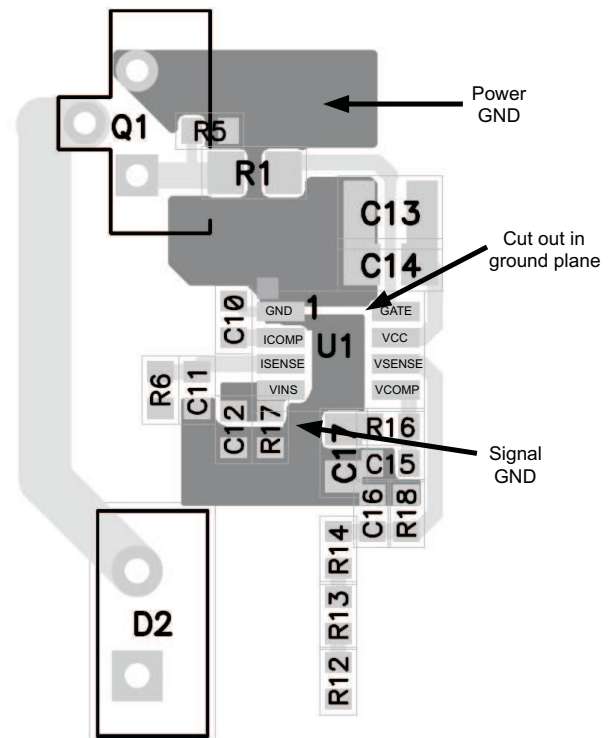 Power
GND
Q1
R5
R1
C13
Cut out in
ground plane
C14
C10
GND
1
GATE
ICOMP
U1
VCC
ISENSE
VSENSE
R6
C11
VINS
VCOMP
C12
R17
C17
R16
Signal
GND
C15
C16
R18
R14
R13
D2
R12